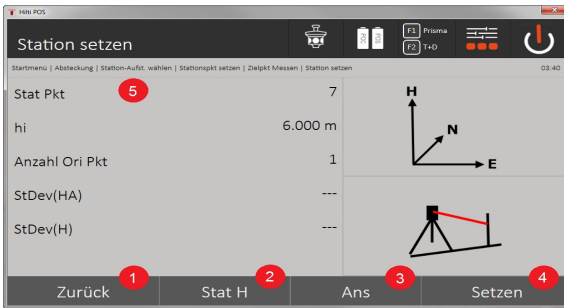 Hilti POS
Station setzen
POC
POS
F1 Prisma
F2 T+D
Startmenü | Absteckung | Station-Aufst. wählen | Stationspkt setzen | Zielpkt Messen | Station setzen
03:40
Stat Pkt 5 7
hi 6.000 m
Anzahl Ori Pkt 1
StDev(HA) ---
StDev(H) ---
H
N
E
1 2 3 4
Zurück Stat H Ans Setzen